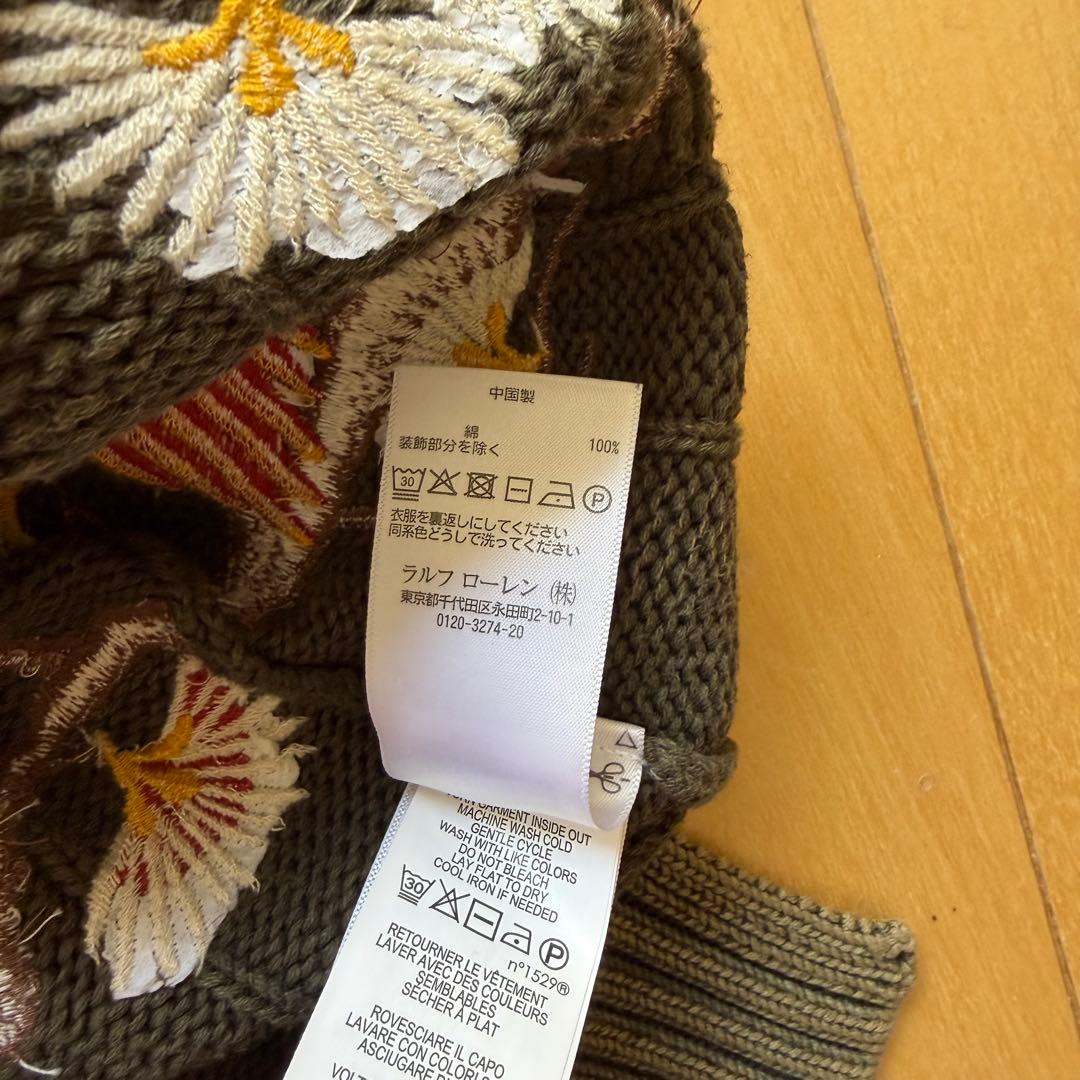 中国製
綿
装飾部分を除く 100%
30 P
衣服を裏返しにしてください
同系色どうしで洗ってください
ラルフ ローレン (株)
東京都千代田区永田町2-10-1
0120-3274-20
GARMENT INSIDE OUT
MACHINE WASH COLD
GENTLE CYCLE
WASH WITH LIKE COLORS
DO NOT BLEACH
LAY FLAT TO DRY
COOL IRON IF NEEDED
30 P
n°1529®
RETOURNER LE VÊTEMENT
LAVER AVEC DES COULEURS
SEMBLABLES
SÉCHER À PLAT
ROVESCIARE IL CAPO
LAVARE CON COLORI
ASCIUGARE